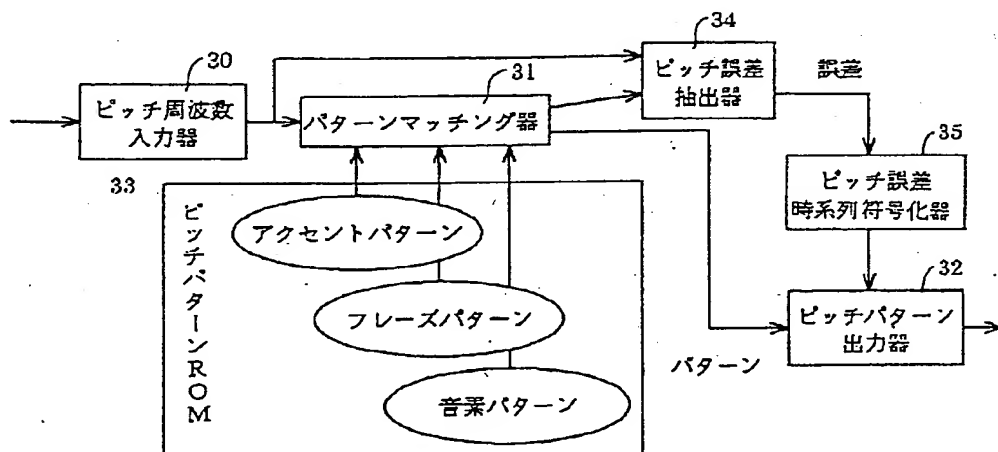 30
ピッチ周波数
入力器
31
パターンマッチング器
34
ピッチ誤差
抽出器
誤差
35
ピッチ誤差
時系列符号化器
32
ピッチパターン
出力器
パターン
33
ピッチパターンROM
アクセントパターン
フレーズパターン
音素パターン